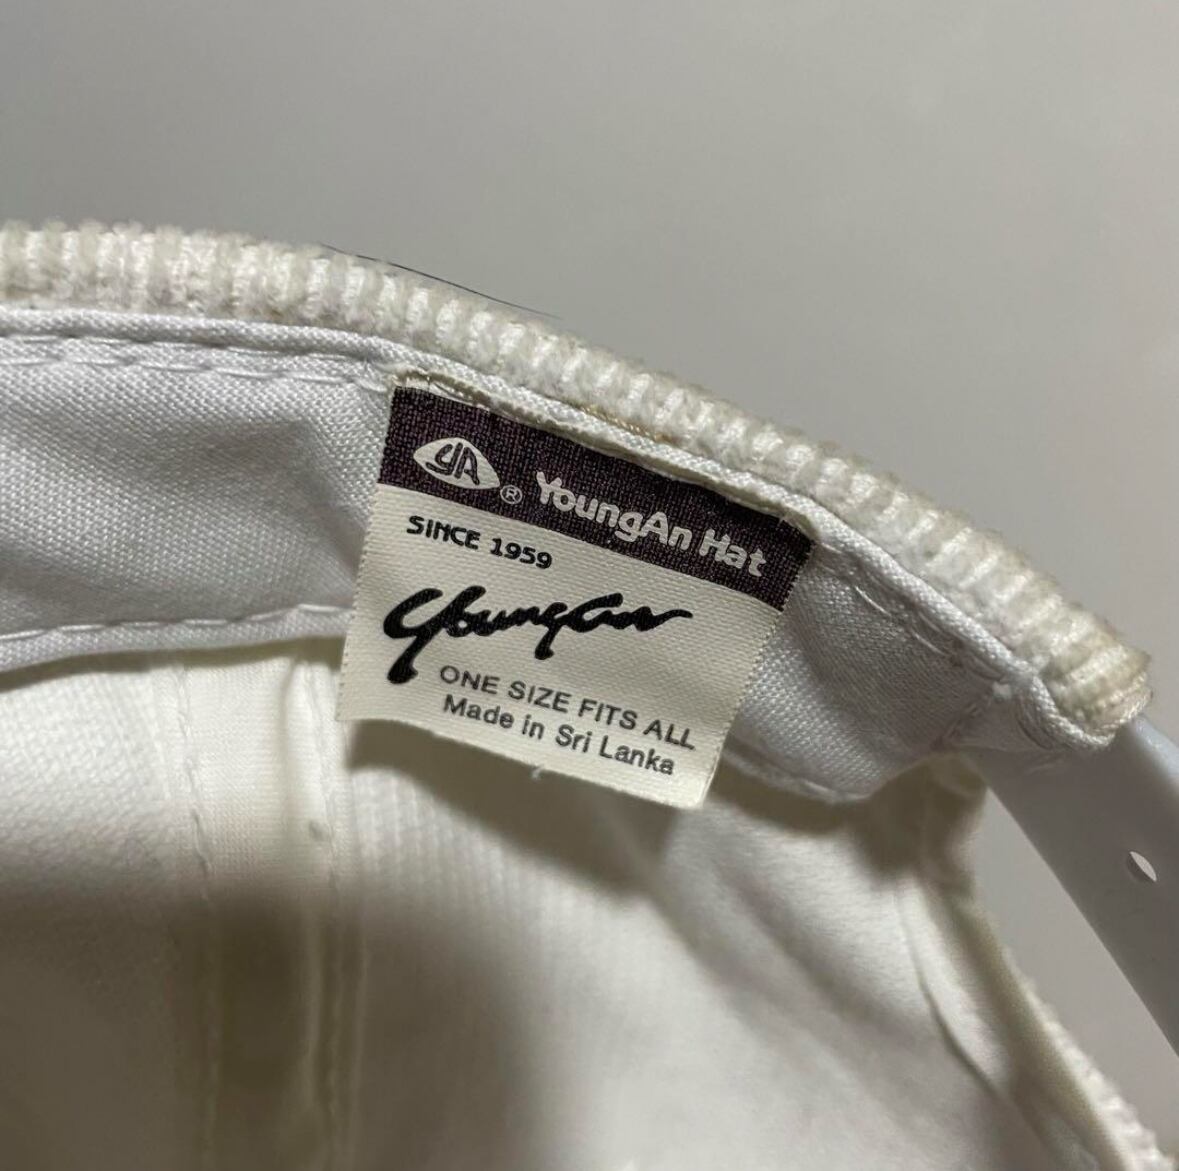 YA® YoungAn Hat
SINCE 1959
YoungAn
ONE SIZE FITS ALL
Made in Sri Lanka